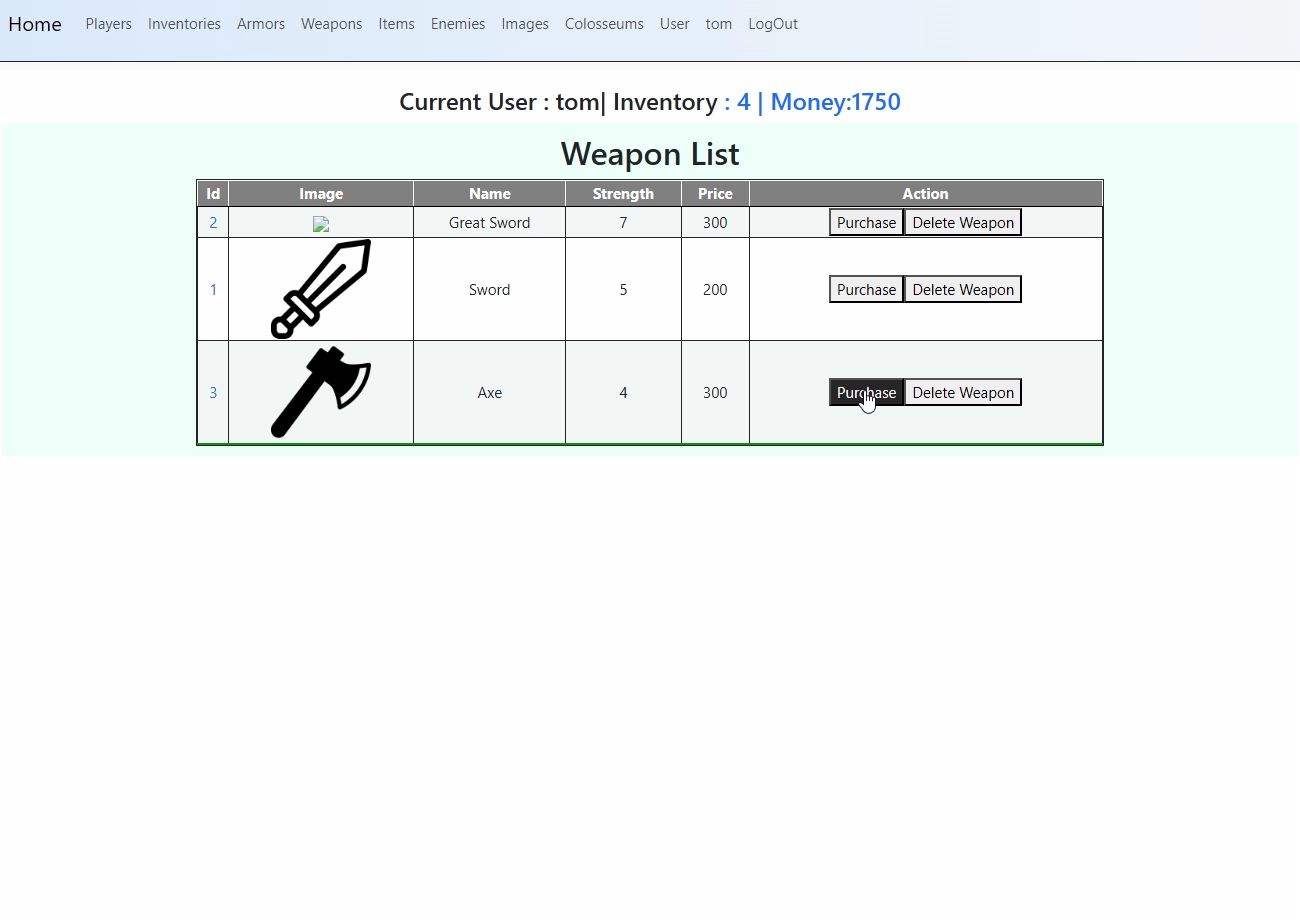 Home Players Inventories Armors Weapons Items Enemies Images Colosseums User tom LogOut
Current User : tom| Inventory : 4 | Money:1750
Weapon List
Id Image Name Strength Price Action
2 Great Sword 7 300 Purchase Delete Weapon
1 Sword 5 200 Purchase Delete Weapon
3 Axe 4 300 Purchase Delete Weapon